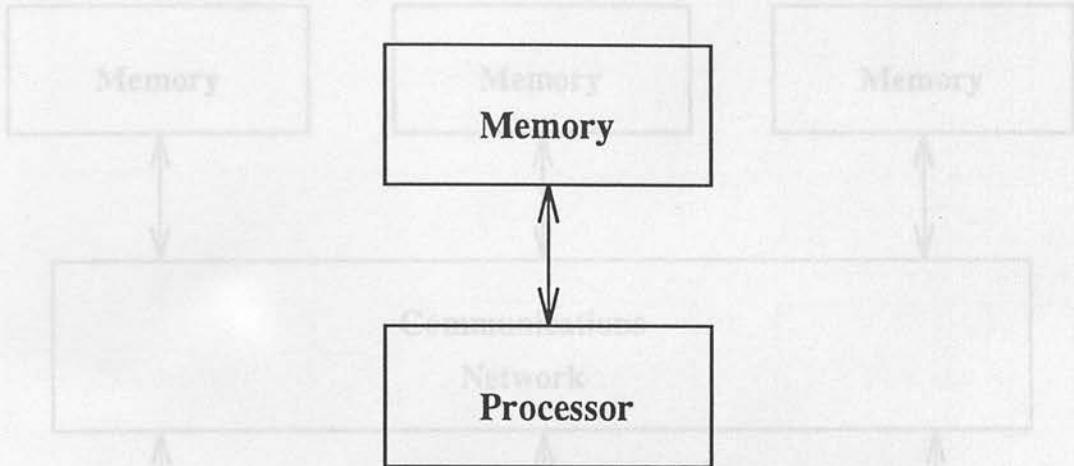 Memory Memory Memory
Memory
Communications
Network
Processor